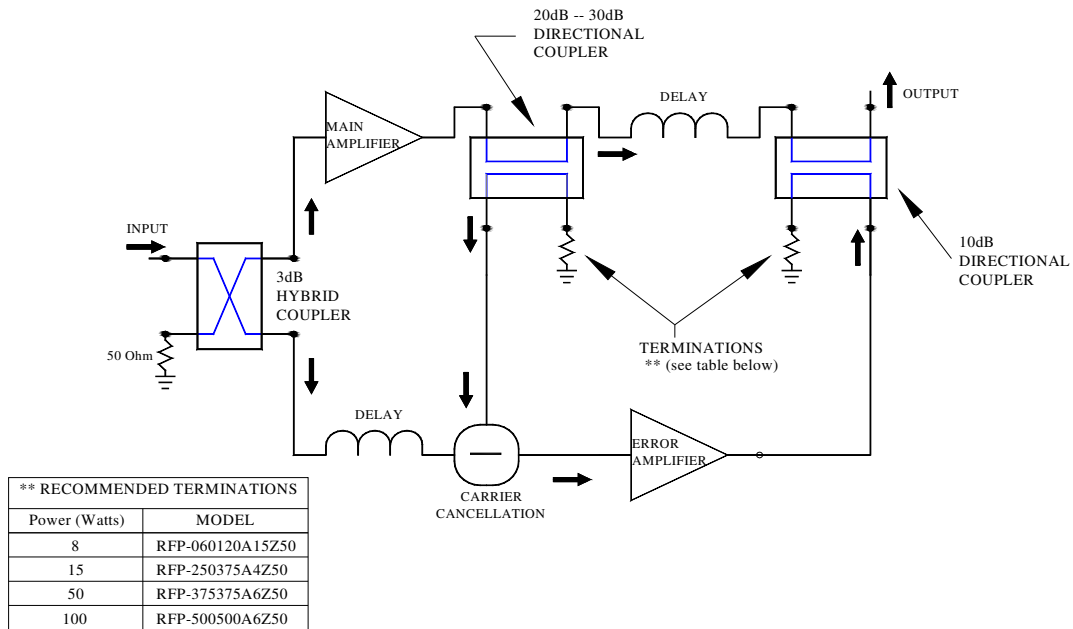 20dB -- 30dB
DIRECTIONAL
COUPLER
DELAY
OUTPUT
MAIN
AMPLIFIER
INPUT
3dB
HYBRID
COUPLER
10dB
DIRECTIONAL
COUPLER
50 Ohm
TERMINATIONS
** (see table below)
DELAY
ERROR
AMPLIFIER
CARRIER
CANCELLATION
** RECOMMENDED TERMINATIONS
Power (Watts) MODEL
8 RFP-060120A15Z50
15 RFP-250375A4Z50
50 RFP-375375A6Z50
100 RFP-500500A6Z50